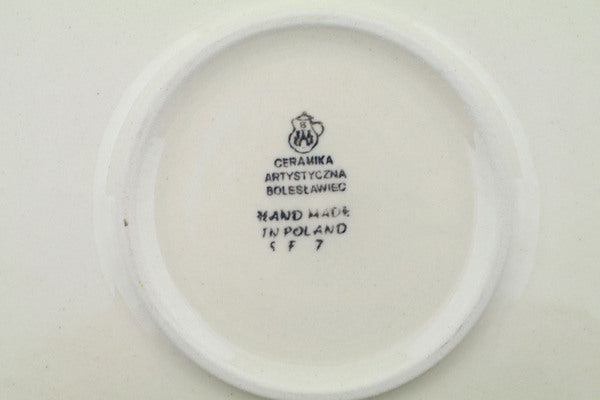 B
CERAMIKA
ARTYSTYCZNA
BOLESŁAWIEC
HAND MADE
IN POLAND